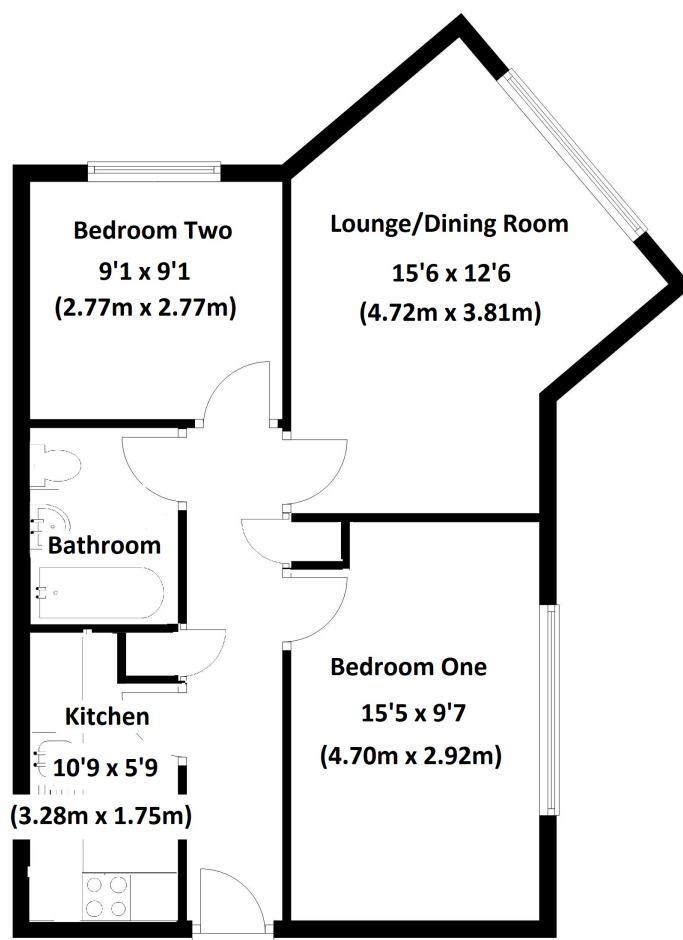 Bedroom Two
9'1 x 9'1
(2.77m x 2.77m)
Lounge/Dining Room
15'6 x 12'6
(4.72m x 3.81m)
Bathroom
Kitchen
10'9 x 5'9
(3.28m x 1.75m)
Bedroom One
15'5 x 9'7
(4.70m x 2.92m)